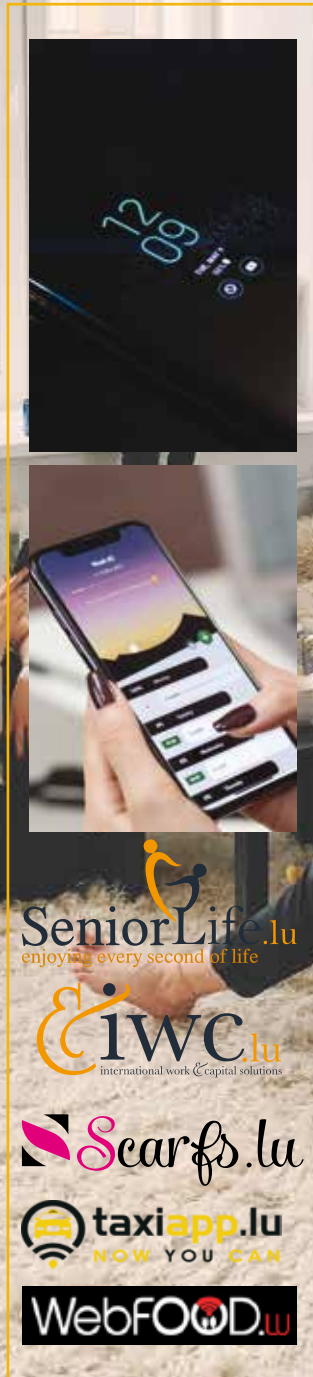 12
09
SeniorLife.lu
enjoying every second of life
&iwc.lu
international work & capital solutions
Scarfs.lu
taxiapp.lu
NOW YOU CAN
WebFOOD.lu